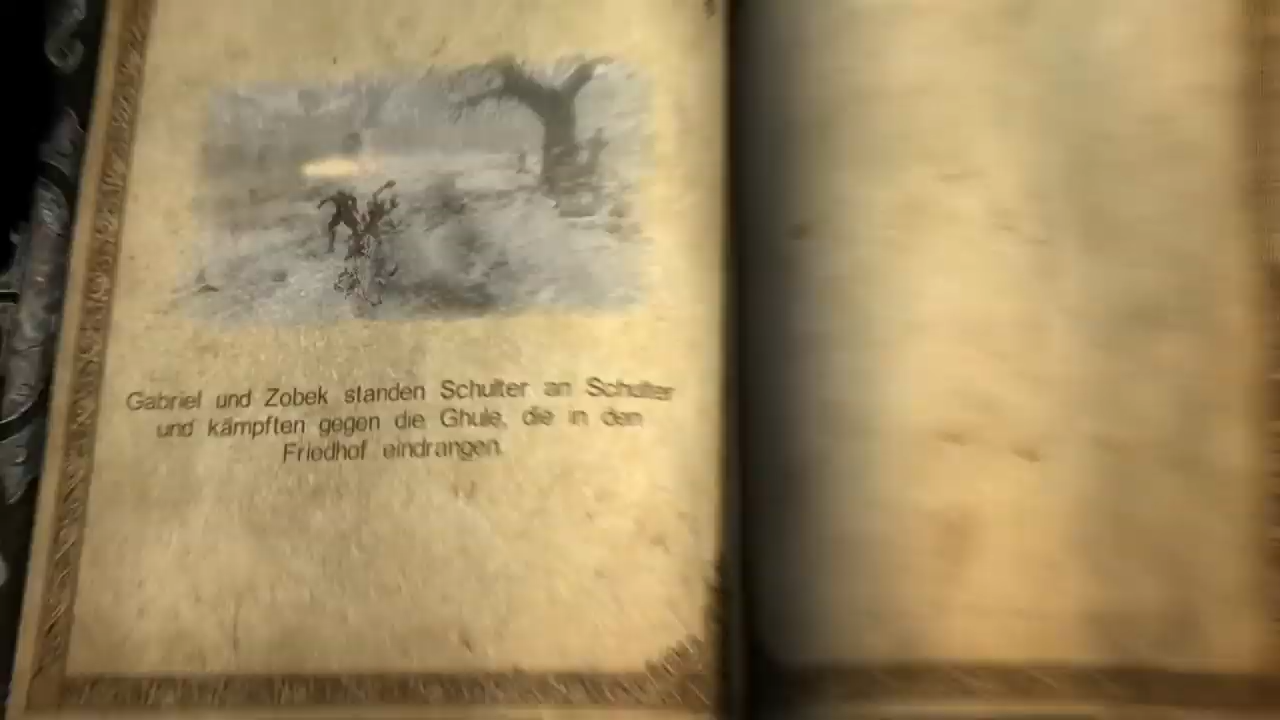 Gabriel und Zobek standen Schulter an Schulter
und kämpften gegen die Ghule, die in den
Friedhof eindrangen.